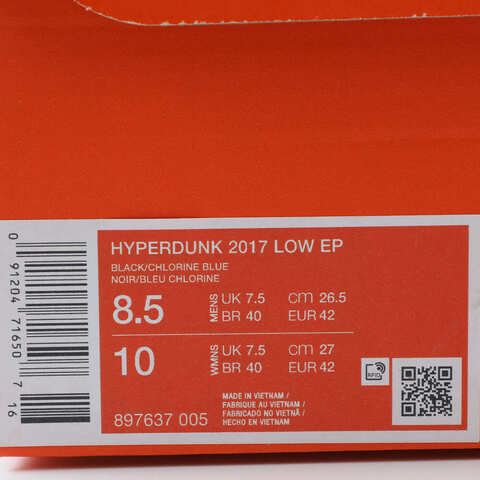 HYPERDUNK 2017 LOW EP
BLACK/CHLORINE BLUE
NOIR/BLEU CHLORINE
8.5 MENS UK 7.5 cm 26.5
BR 40 EUR 42
10 WMNS UK 7.5 cm 27
BR 40 EUR 42
RFID
897637 005
MADE IN VIETNAM /
FABRIQUE AU VIETNAM /
FABRICADO NO VIETNÃ /
HECHO EN VIETNAM
0 91204 71650 7 16